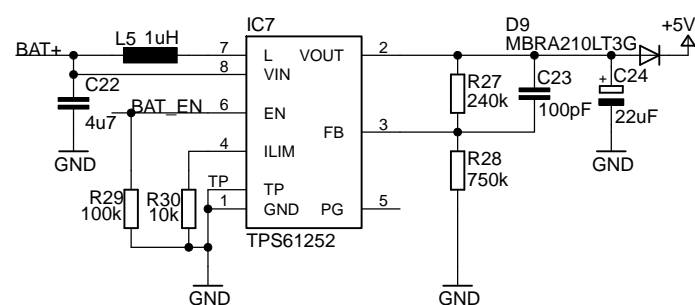 IC7
D9
MBRA210LT3G
+5V
BAT+
L5 1uH
7
L
VOUT
2
8
VIN
C22
4u7
BAT_EN
6
EN
R27
240k
C23
100pF
+
C24
22uF
GND
FB
3
GND
4
ILIM
R28
750k
R29
100k
R30
10k
TP
TP
1
GND
PG
5
TPS61252
GND
GND